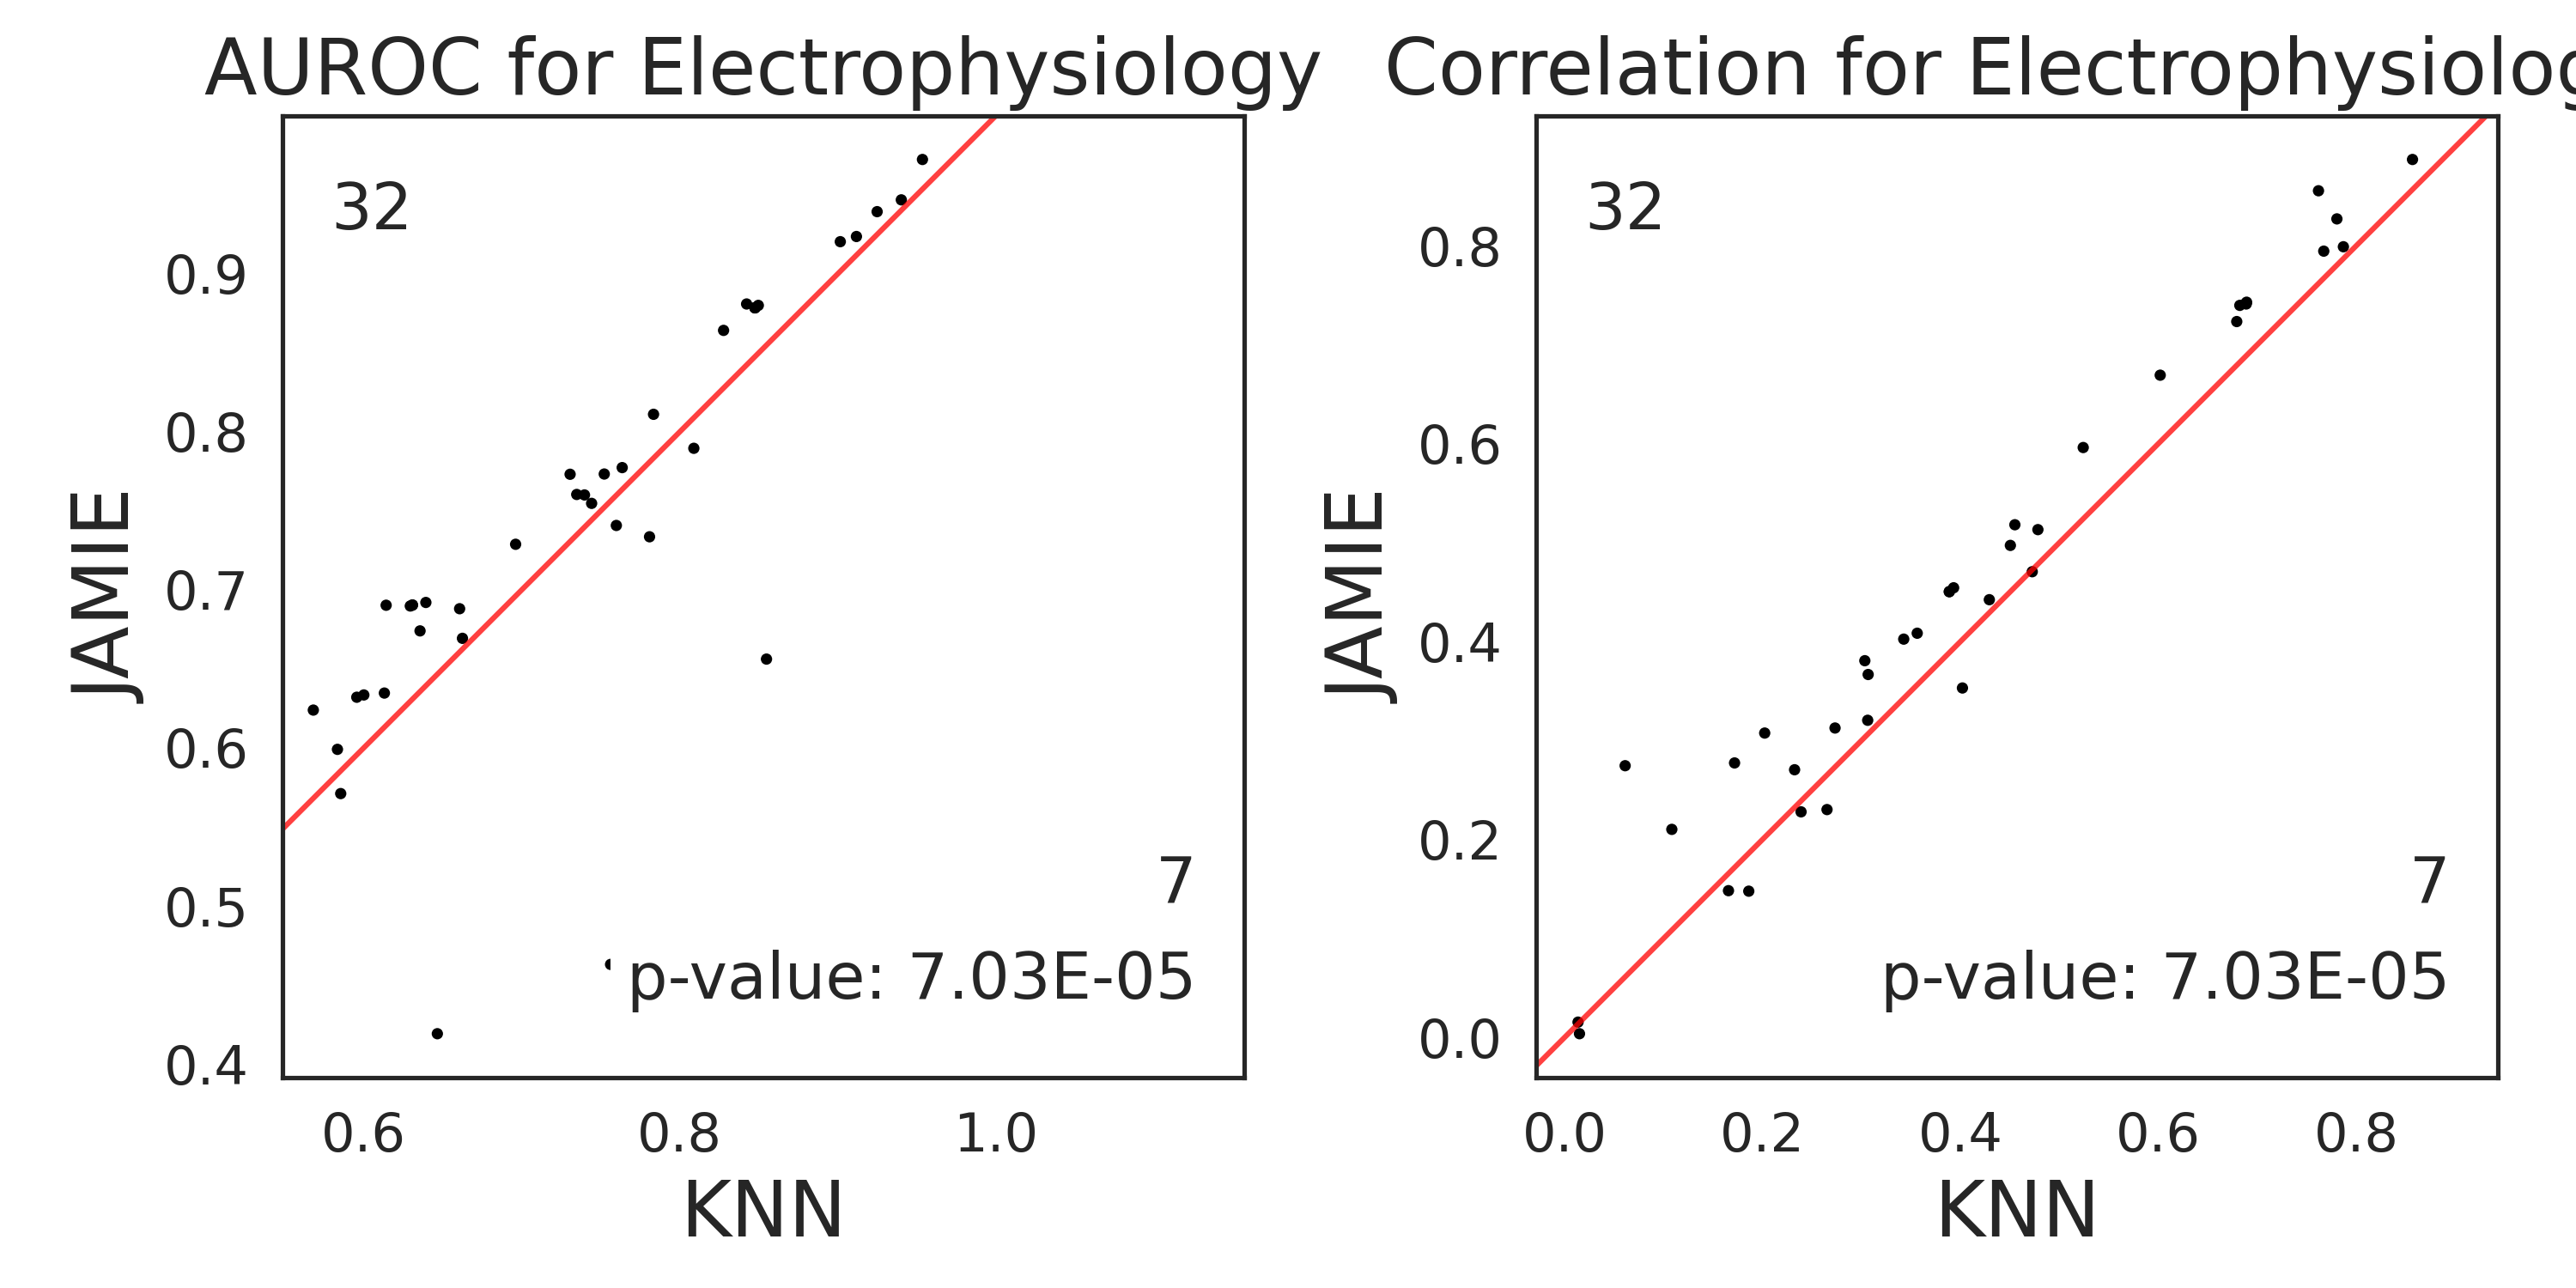 AUROC for Electrophysiology
32
0.9
0.8
0.7
0.6
0.5
0.4
JAMIE
7
p-value: 7.03E-05
0.6 0.8 1.0
KNN
Correlation for Electrophysiolog
32
0.8
0.6
0.4
0.2
0.0
JAMIE
7
p-value: 7.03E-05
0.0 0.2 0.4 0.6 0.8
KNN